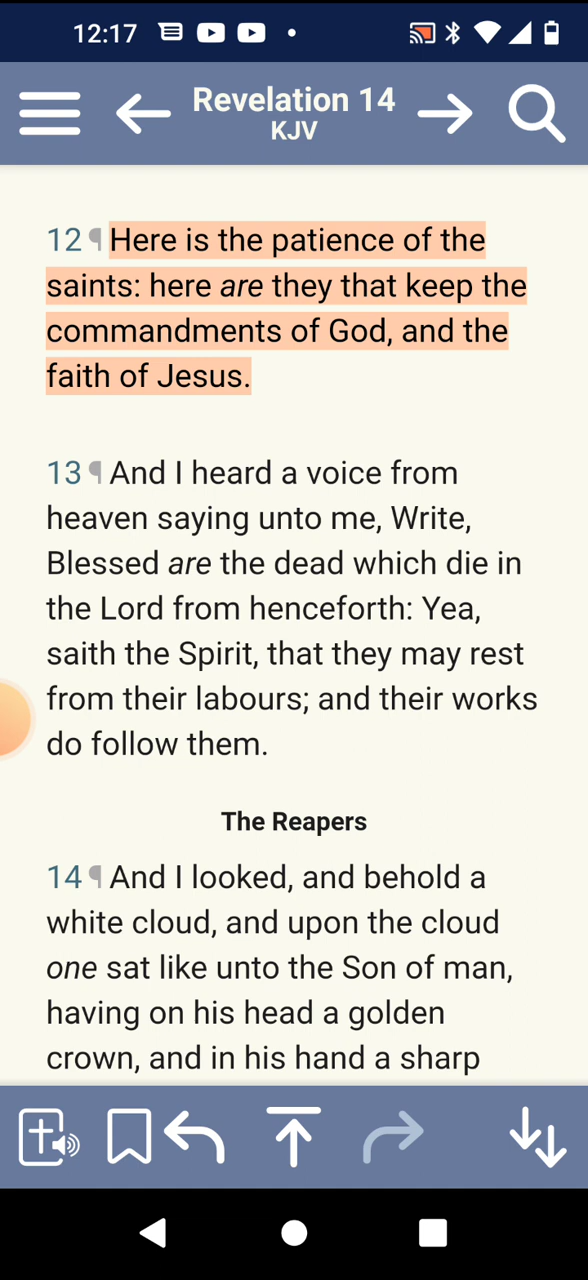 12:17
Revelation 14
KJV
12 ¶ Here is the patience of the
saints: here are they that keep the
commandments of God, and the
faith of Jesus.
13 ¶ And I heard a voice from
heaven saying unto me, Write,
Blessed are the dead which die in
the Lord from henceforth: Yea,
saith the Spirit, that they may rest
from their labours; and their works
do follow them.
The Reapers
14 ¶ And I looked, and behold a
white cloud, and upon the cloud
one sat like unto the Son of man,
having on his head a golden
crown, and in his hand a sharp